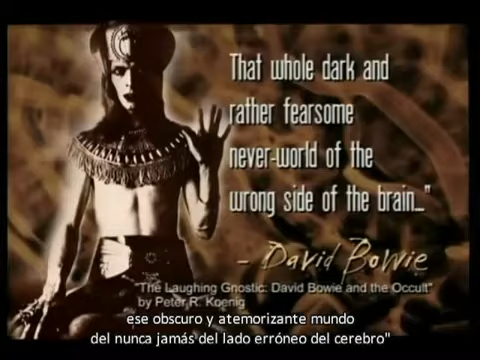 That whole dark and
rather fearsome
never-world of the
wrong side of the brain..."
- David Bowie
"The Laughing Gnostic: David Bowie and the Occult"
by Peter R. Koenig
ese obscuro y atemorizante mundo
del nunca jamás del lado erróneo del cerebro"